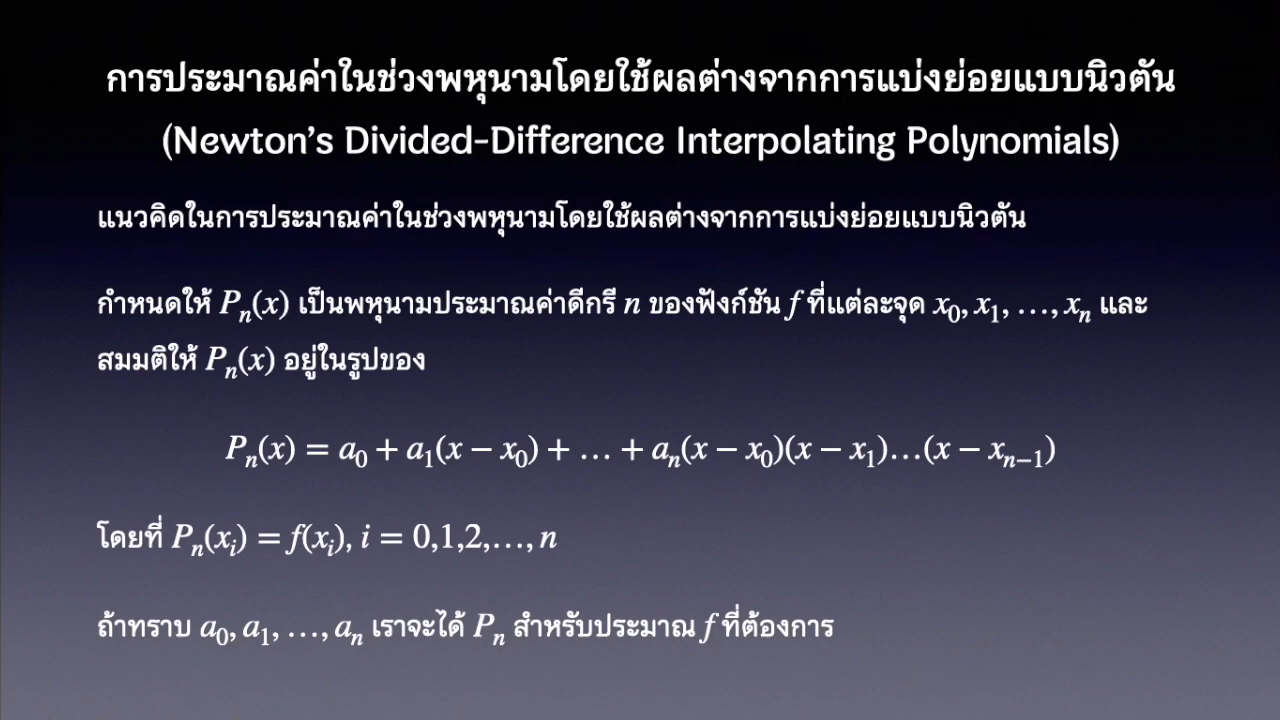 การประมาณค่าในช่วงพหุนามโดยใช้ผลต่างจากการแบ่งย่อยแบบนิวตัน
(Newton’s Divided-Difference Interpolating Polynomials)
แนวคิดในการประมาณค่าในช่วงพหุนามโดยใช้ผลต่างจากการแบ่งย่อยแบบนิวตัน
กำหนดให้ Pₙ(x) เป็นพหุนามประมาณค่าดีกรี n ของฟังก์ชัน f ที่แต่ละจุด x₀, x₁, …, xₙ และ
สมมติให้ Pₙ(x) อยู่ในรูปของ
Pₙ(x) = a₀ + a₁(x − x₀) + … + aₙ(x − x₀)(x − x₁)…(x − xₙ₋₁)
โดยที่ Pₙ(xᵢ) = f(xᵢ), i = 0,1,2,…, n
ถ้าทราบ a₀, a₁, …, aₙ เราจะได้ Pₙ สำหรับประมาณ f ที่ต้องการ